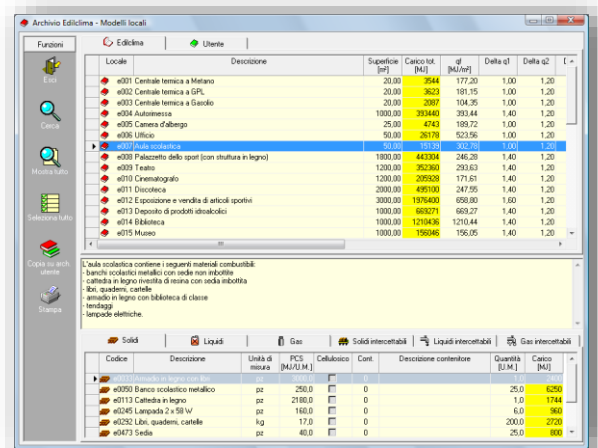 Archivio Edilclima - Modelli locali
Funzioni
Edilclima Utente
Esci
Cerca
Mostra tutto
Seleziona tutto
Copia su arch. utente
Stampa
Locale Descrizione Superficie [m²] Carico tot. [MJ] qf [MJ/m²] Delta q1 Delta q2
e001 Centrale termica a Metano 20,00 3544 177,20 1,00 1,20
e002 Centrale termica a GPL 20,00 3623 181,15 1,00 1,20
e003 Centrale termica a Gasolio 20,00 2087 104,35 1,00 1,20
e004 Autorimessa 1000,00 393440 393,44 1,40 1,20
e005 Camera d'albergo 25,00 4743 189,72 1,00 1,20
e006 Ufficio 50,00 26178 523,56 1,00 1,20
e007 Aula scolastica 50,00 15139 302,78 1,00 1,20
e008 Palazzetto dello sport (con struttura in legno) 1800,00 443304 246,28 1,40 1,20
e009 Teatro 1200,00 352360 293,63 1,40 1,20
e010 Cinematografo 1200,00 205928 171,61 1,40 1,20
e011 Discoteca 2000,00 495100 247,55 1,40 1,20
e012 Esposizione e vendita di articoli sportivi 3000,00 1976400 658,80 1,60 1,20
e013 Deposito di prodotti idroalcolici 1000,00 669271 669,27 1,40 1,20
e014 Biblioteca 1000,00 1210436 1210,44 1,40 1,20
e015 Museo 1000,00 156046 156,05 1,40 1,20
L'aula scolastica contiene i seguenti materiali combustibili:
- banchi scolastici metallici con sedie non imbottite
- cattedra in legno rivestita di resina con sedia imbottita
- libri, quaderni, cartelle
- armadio in legno con biblioteca di classe
- tendaggi
- lampade elettriche.
Solidi Liquidi Gas Solidi intercettabili Liquidi intercettabili Gas intercettabili
Codice Descrizione Unità di misura PCS [MJ/U.M.] Cellulosico Cont. Descrizione contenitore Quantità [U.M.] Carico [MJ]
e0033 Armadio in legno con libri pz 3000,0 0 1,0 2400
e0050 Banco scolastico metallico pz 250,0 0 25,0 6250
e0113 Cattedra in legno pz 2180,0 0 1,0 1744
e0245 Lampada 2 x 58 W pz 160,0 0 6,0 960
e0292 Libri, quaderni, cartelle kg 17,0 0 200,0 2720
e0473 Sedia pz 40,0 0 25,0 800